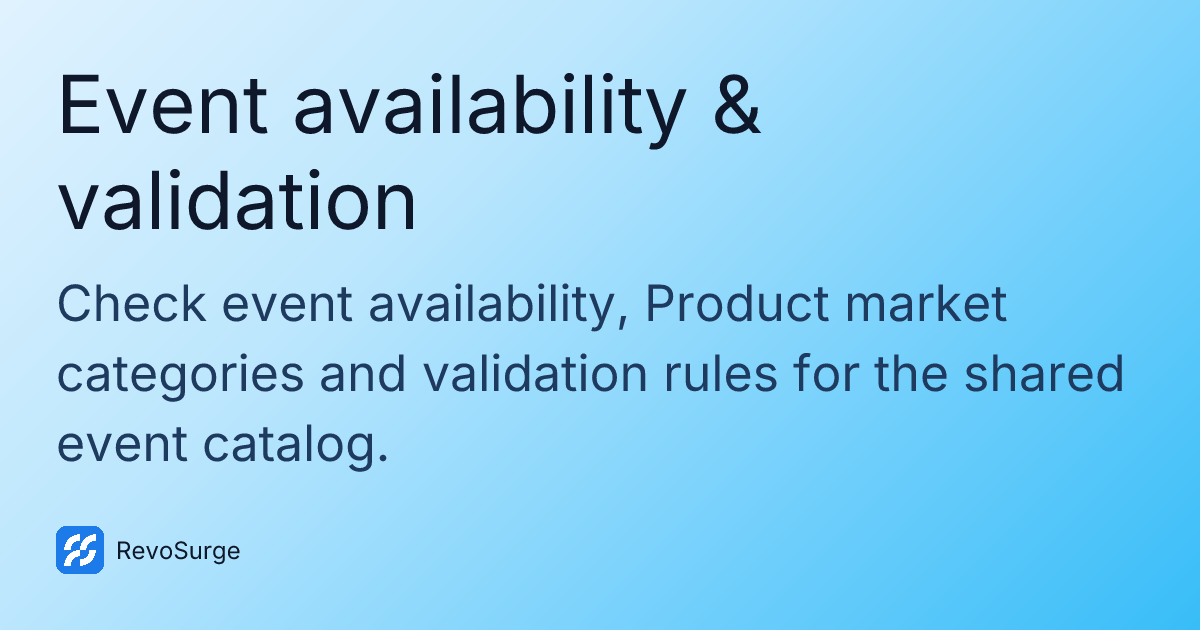 Event availability &
validation
Check event availability, Product market
categories and validation rules for the shared
event catalog.
RevoSurge